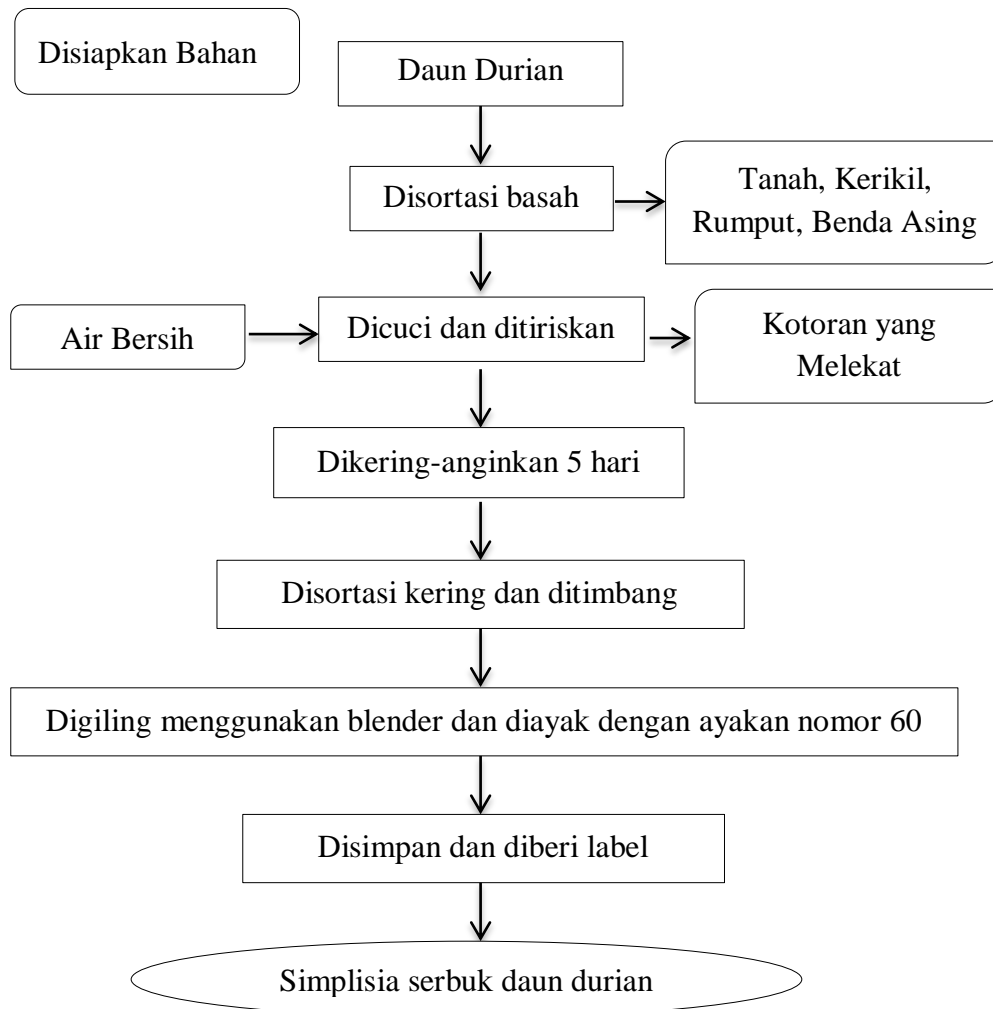 Disiapkan Bahan
Daun Durian
Disortasi basah
Tanah, Kerikil,
Rumput, Benda Asing
Air Bersih
Dicuci dan ditiriskan
Kotoran yang
Melekat
Dikering-anginkan 5 hari
Disortasi kering dan ditimbang
Digiling menggunakan blender dan diayak dengan ayakan nomor 60
Disimpan dan diberi label
Simplisia serbuk daun durian